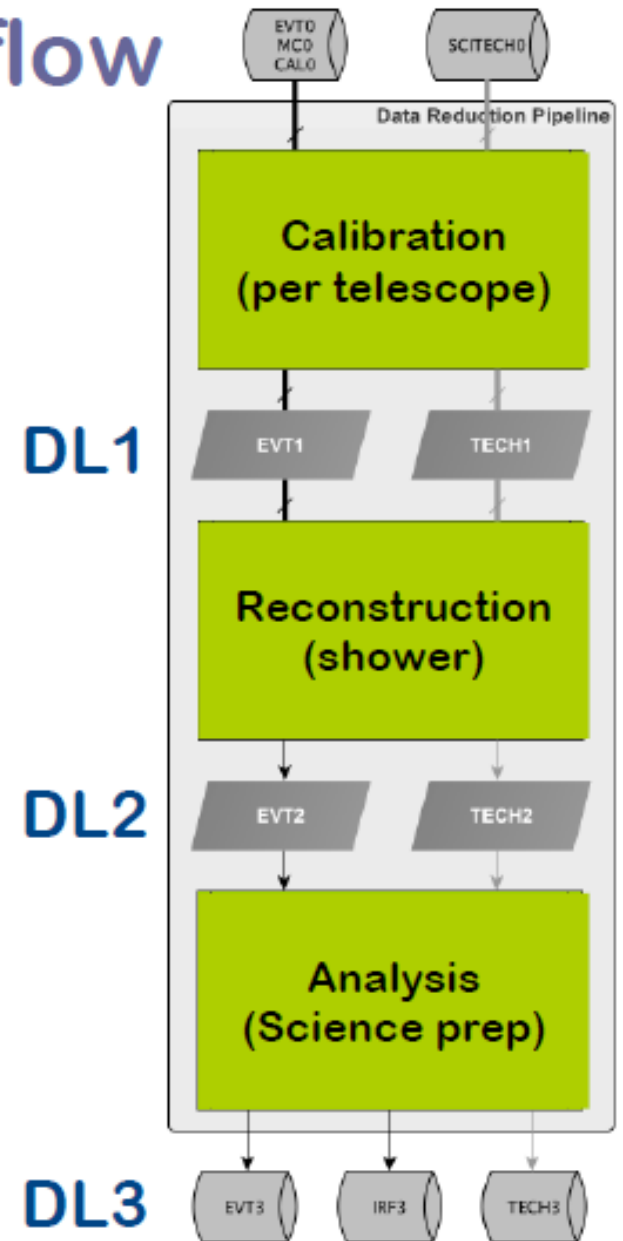 flow
EVT0
MC0
CAL0
SCITECH0
Data Reduction Pipeline
Calibration
(per telescope)
DL1
EVT1
TECH1
Reconstruction
(shower)
DL2
EVT2
TECH2
Analysis
(Science prep)
DL3
EVT3
IRF3
TECH3